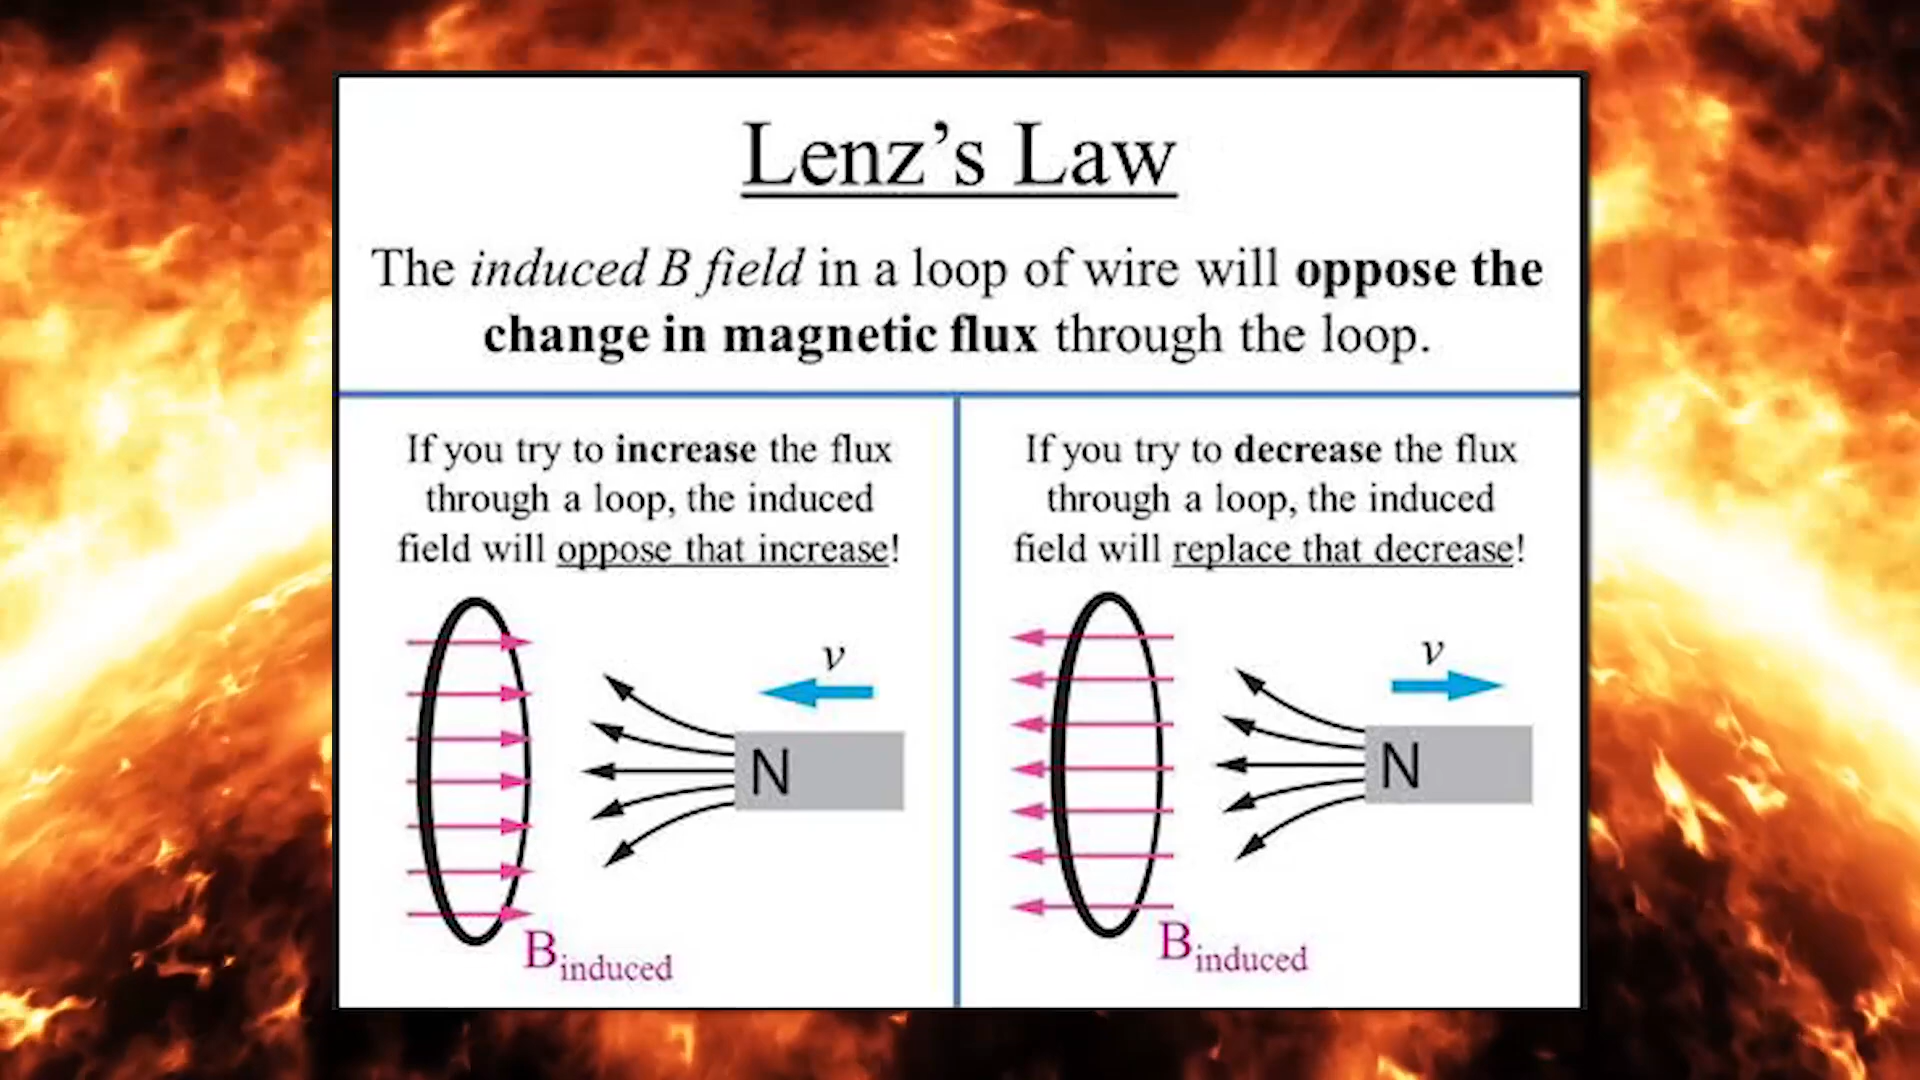 Lenz’s Law
The induced B field in a loop of wire will oppose the
change in magnetic flux through the loop.
If you try to increase the flux
through a loop, the induced
field will oppose that increase!
v
N
Binduced
If you try to decrease the flux
through a loop, the induced
field will replace that decrease!
v
N
Binduced